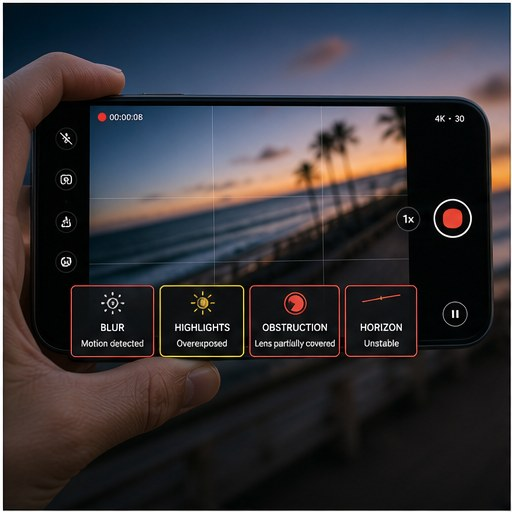 00:00:08
4K • 30
1x
BLUR
Motion detected
HIGHLIGHTS
Overexposed
OBSTRUCTION
Lens partially covered
HORIZON
Unstable